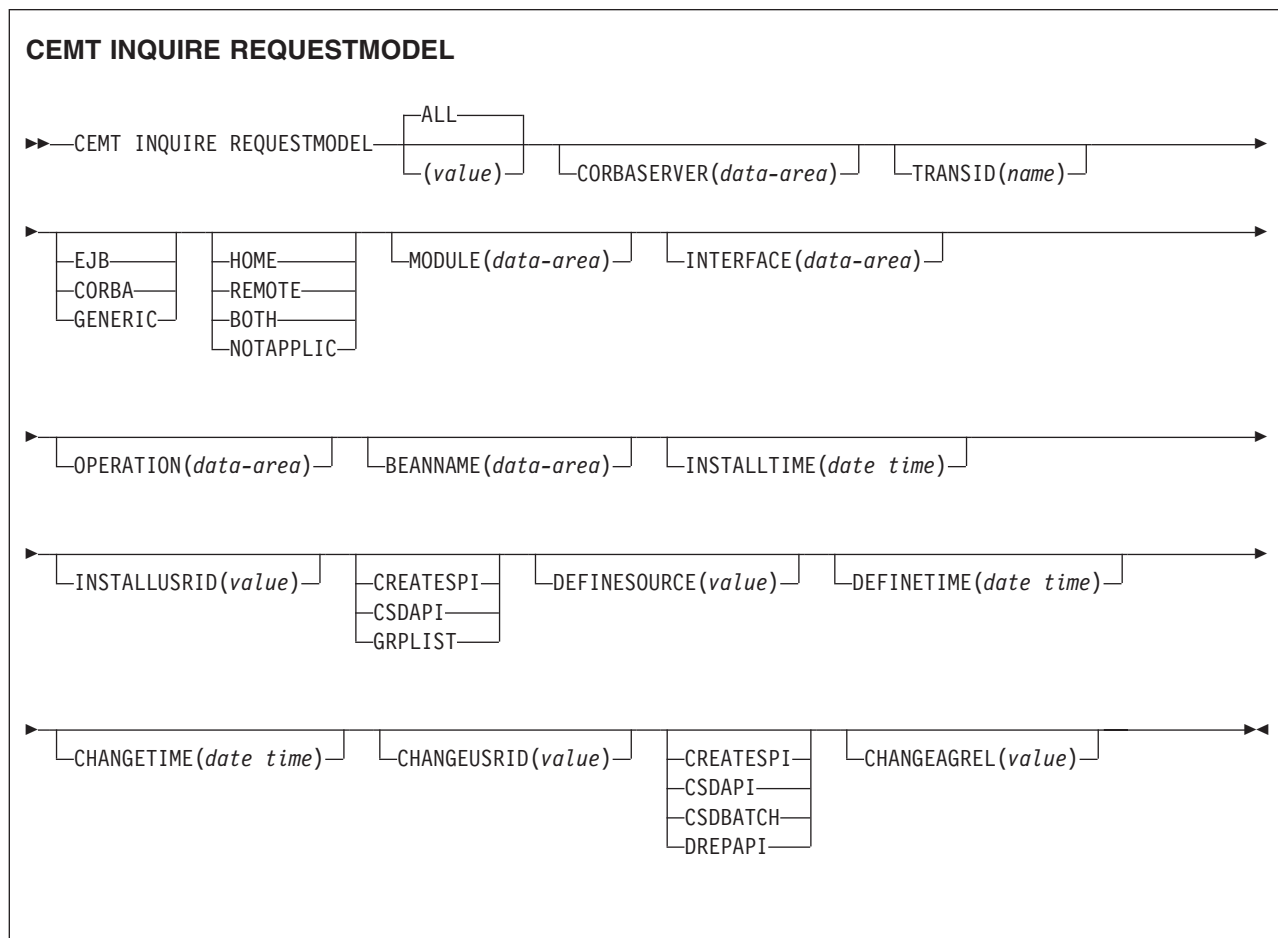 CEMT INQUIRE REQUESTMODEL
ALL
CEMT INQUIRE REQUESTMODEL
(value)
CORBASERVER(data-area)
TRANSID(name)
EJB
CORBA
GENERIC
HOME
REMOTE
BOTH
NOTAPPLIC
MODULE(data-area)
INTERFACE(data-area)
OPERATION(data-area)
BEANNAME(data-area)
INSTALLTIME(date time)
INSTALLUSRID(value)
CREATESPI
CSDAPI
GRPLIST
DEFINESOURCE(value)
DEFINETIME(date time)
CHANGETIME(date time)
CHANGEUSRID(value)
CREATESPI
CSDAPI
CSDBATCH
DREPAPI
CHANGEAGREL(value)